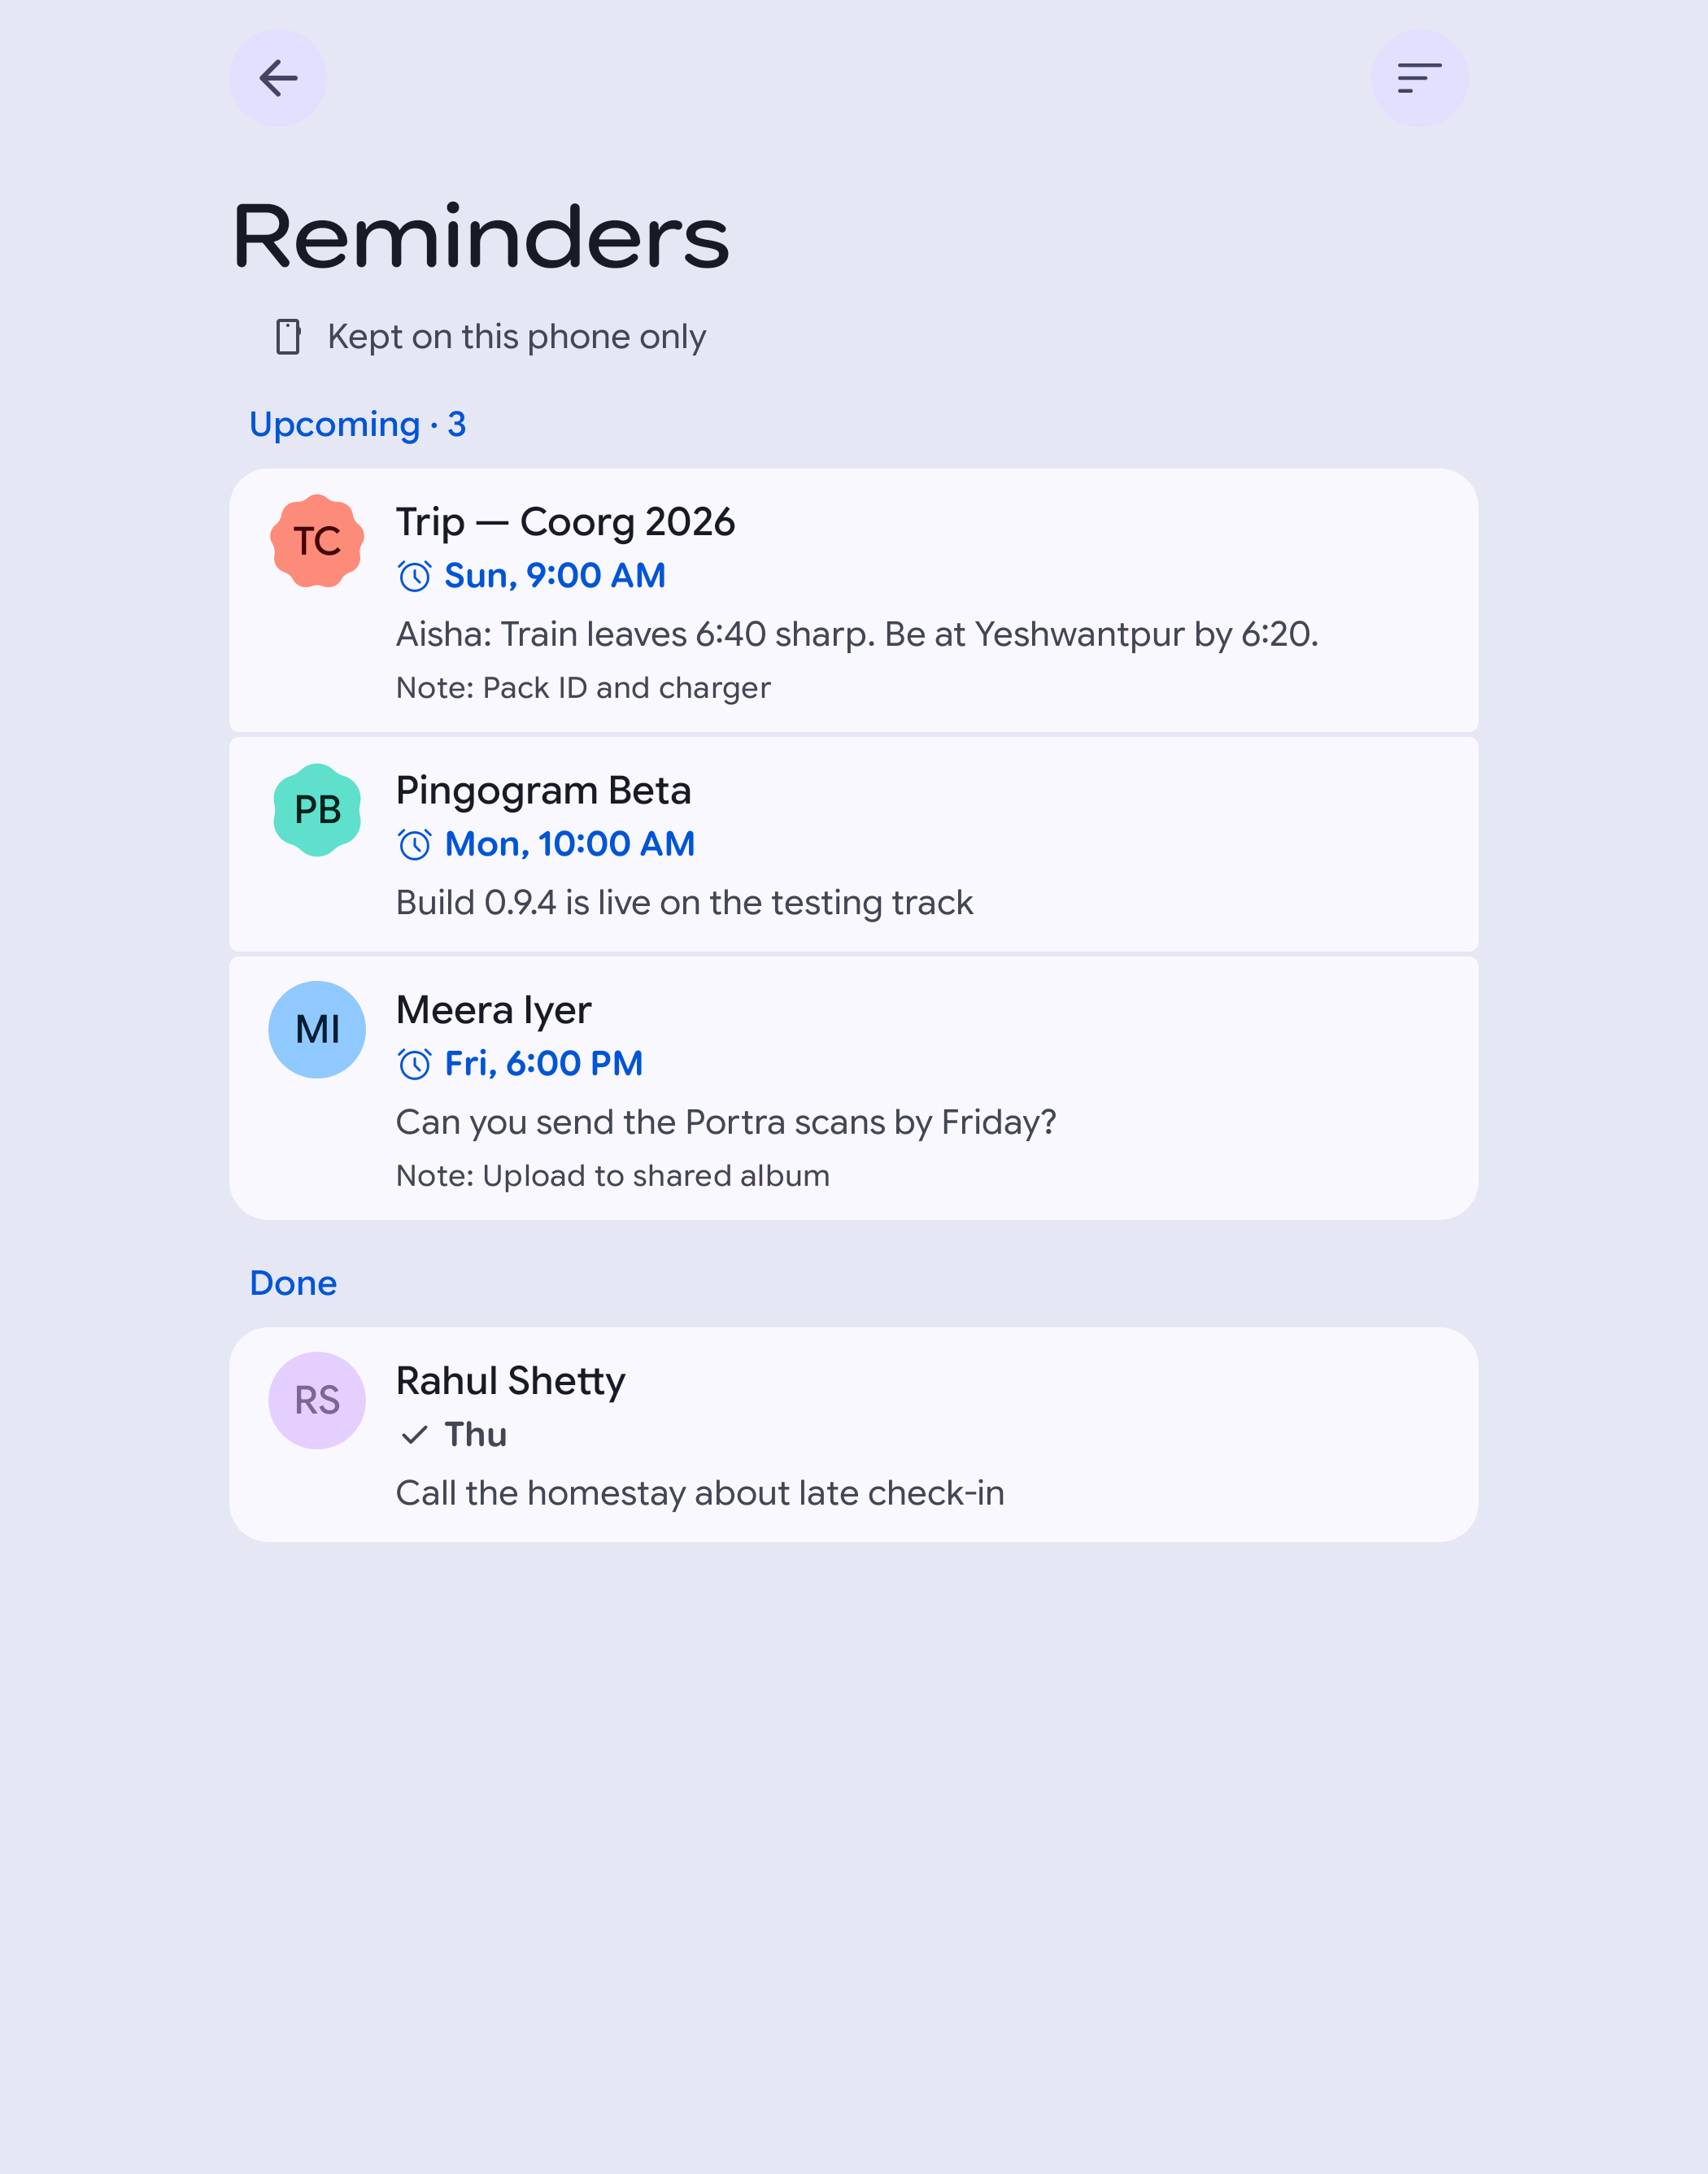 Reminders
Kept on this phone only
Upcoming · 3
TC
Trip — Coorg 2026
Sun, 9:00 AM
Aisha: Train leaves 6:40 sharp. Be at Yeshwantpur by 6:20.
Note: Pack ID and charger
PB
Pingogram Beta
Mon, 10:00 AM
Build 0.9.4 is live on the testing track
MI
Meera Iyer
Fri, 6:00 PM
Can you send the Portra scans by Friday?
Note: Upload to shared album
Done
RS
Rahul Shetty
Thu
Call the homestay about late check-in